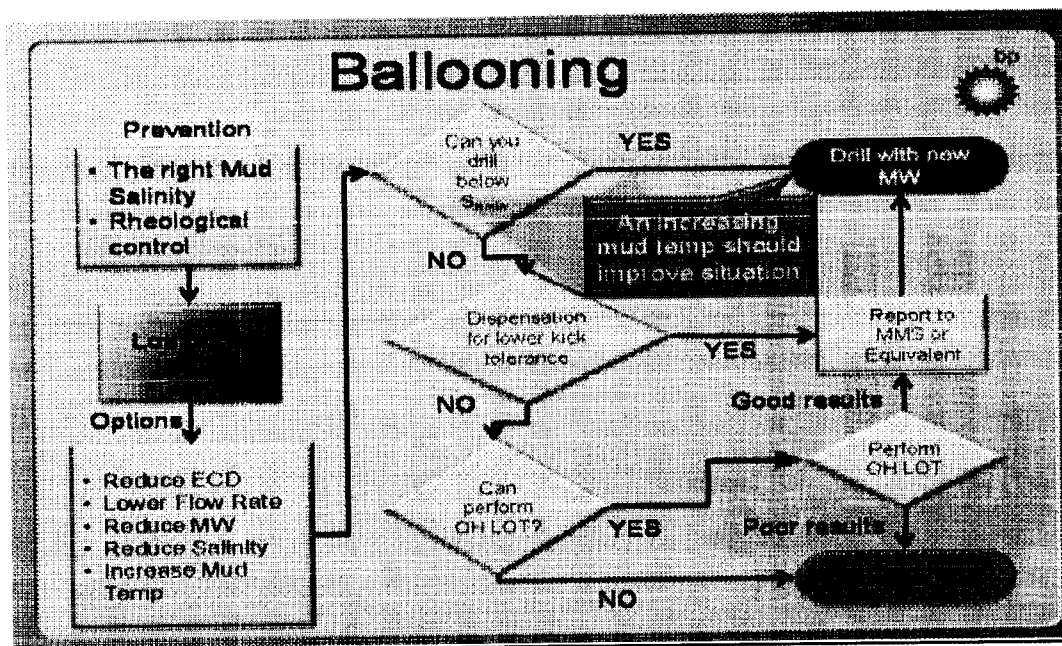 Ballooning
bp
Prevention
• The right Mud
Salinity
• Rheological
control
Options
• Reduce ECD
• Lower Flow Rate
• Reduce MW
• Reduce Salinity
• Increase Mud
Temp
Can you
drill
below
YES
NO
Drill with new
MW
An increasing
mud temp should
improve situation
Dispensation
for lower kick
tolerance
YES
NO
Report to
MMS or
Equivalent
Good results
Can
perform
OH LOT?
YES
NO
Perform
OH LOT
Poor results